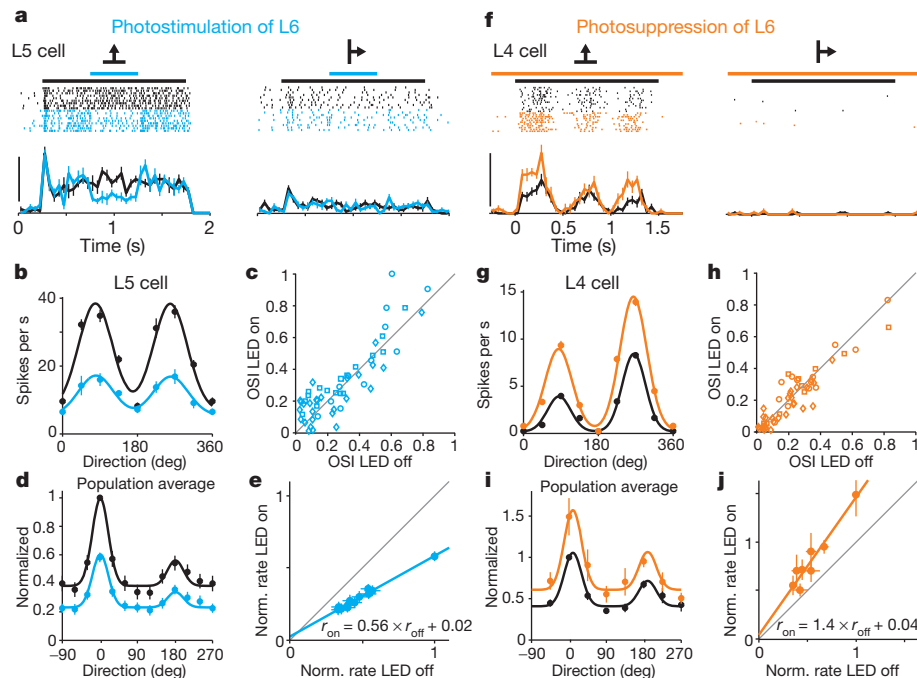 a
Photostimulation of L6
L5 cell
0
1
2
Time (s)
f
Photosuppression of L6
L4 cell
0
0.5
1
1.5
Time (s)
b
L5 cell
Spikes per s
40
20
0
0
180
360
Direction (deg)
c
OSI LED on
1
0.8
0.6
0.4
0.2
0
0
0.2
0.4
0.6
0.8
1
OSI LED off
g
L4 cell
Spikes per s
15
10
5
0
0
180
360
Direction (deg)
h
OSI LED on
1
0.8
0.6
0.4
0.2
0
0
0.2
0.4
0.6
0.8
1
OSI LED off
d
Population average
Normalized
1
0.8
0.6
0.4
0.2
0
−90
0
90
180
270
Direction (deg)
e
Norm. rate LED on
1
0
0
1
r on = 0.56 × r off + 0.02
Norm. rate LED off
i
Population average
Normalized
1.5
1
0.5
0
−90
0
90
180
270
Direction (deg)
j
Norm. rate LED on
1
0
0
1
r on = 1.4 × r off + 0.04
Norm. rate LED off